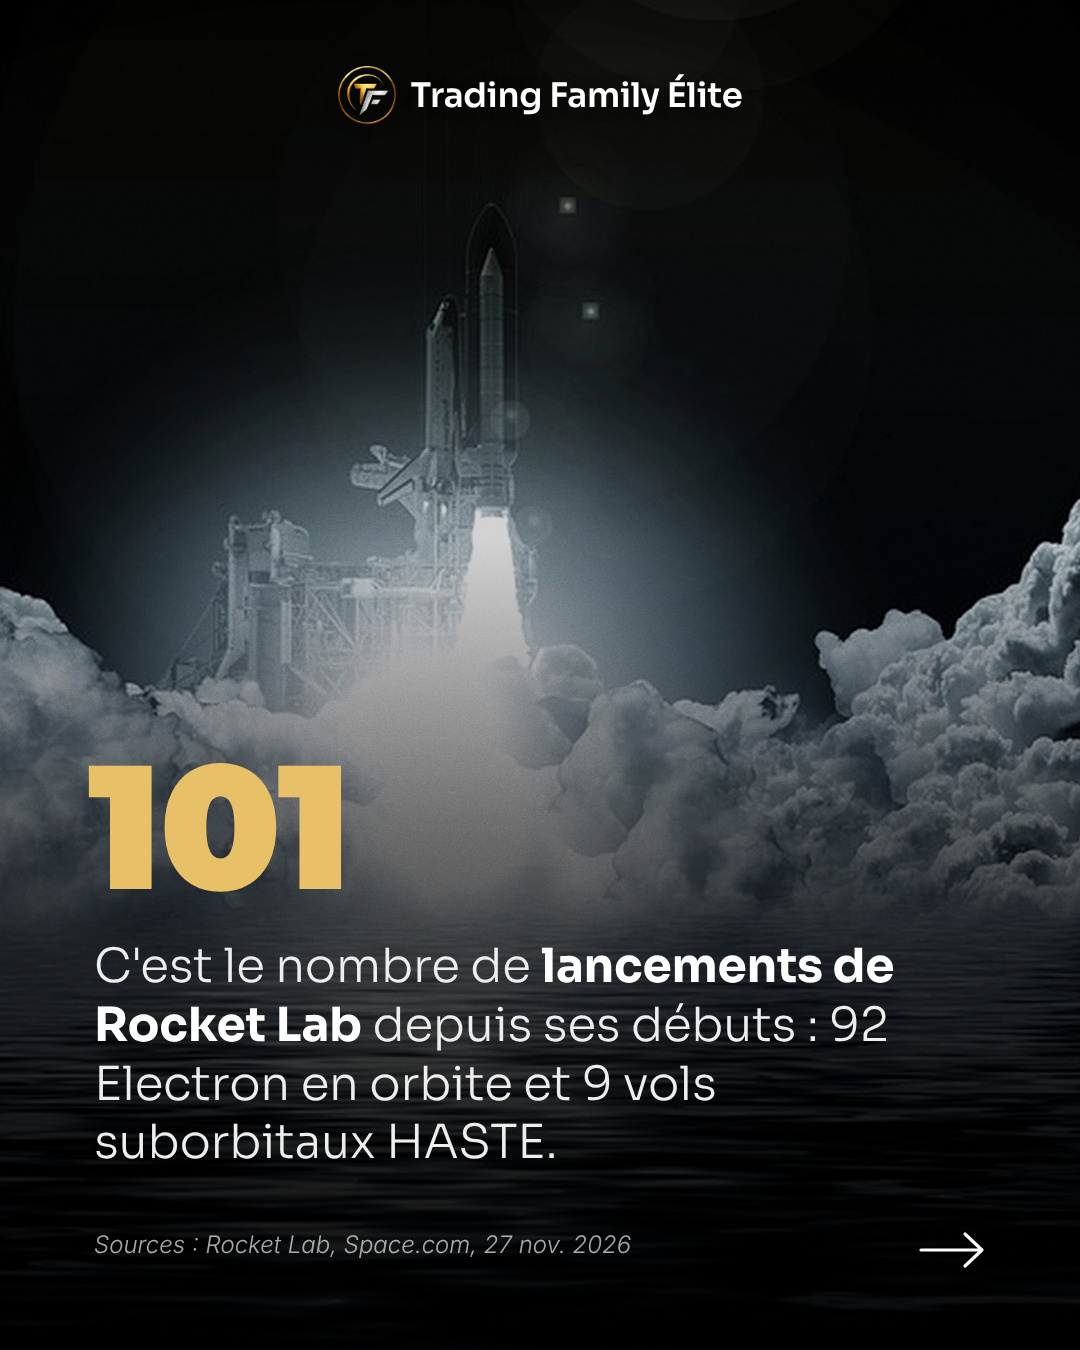 Trading Family Élite
101
C'est le nombre de lancements de
Rocket Lab depuis ses débuts : 92
Electron en orbite et 9 vols
suborbitaux HASTE.
Sources : Rocket Lab, Space.com, 27 nov. 2026